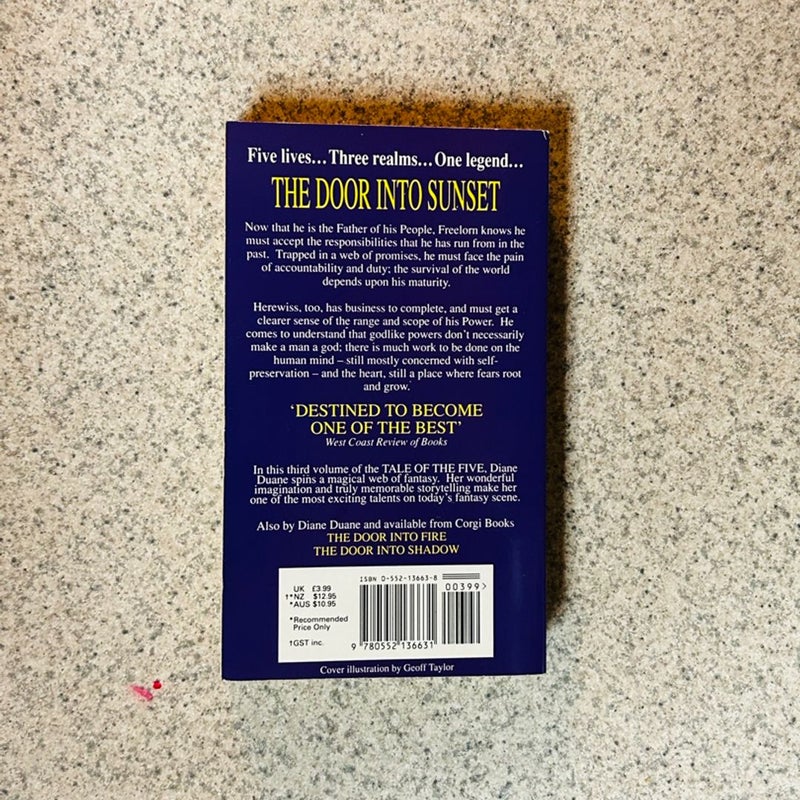 Five lives...Three realms...One legend...
THE DOOR INTO SUNSET
Now that he is the Father of his People, Freelorn knows he
must accept the responsibilities that he has run from in the
past. Trapped in a web of promises, he must face the pain
of accountability and duty; the survival of the world
depends upon his maturity.
Herewiss, too, has business to complete, and must get a
clearer sense of the range and scope of his Power. He
comes to understand that godlike powers don't necessarily
make a man a god; there is much work to be done on the
human mind – still mostly concerned with self-
preservation – and the heart, still a place where fears root
and grow.
'DESTINED TO BECOME
ONE OF THE BEST'
West Coast Review of Books
In this third volume of the TALE OF THE FIVE, Diane
Duane spins a magical web of fantasy. Her wonderful
imagination and truly memorable storytelling make her
one of the most exciting talents on today's fantasy scene.
Also by Diane Duane and available from Corgi Books
THE DOOR INTO FIRE
THE DOOR INTO SHADOW
ISBN 0-552-13663-8
00399>
UK £3.99
†*NZ $12.95
*AUS $10.95
*Recommended
Price Only
†GST inc.
9 780552 136631
Cover illustration by Geoff Taylor